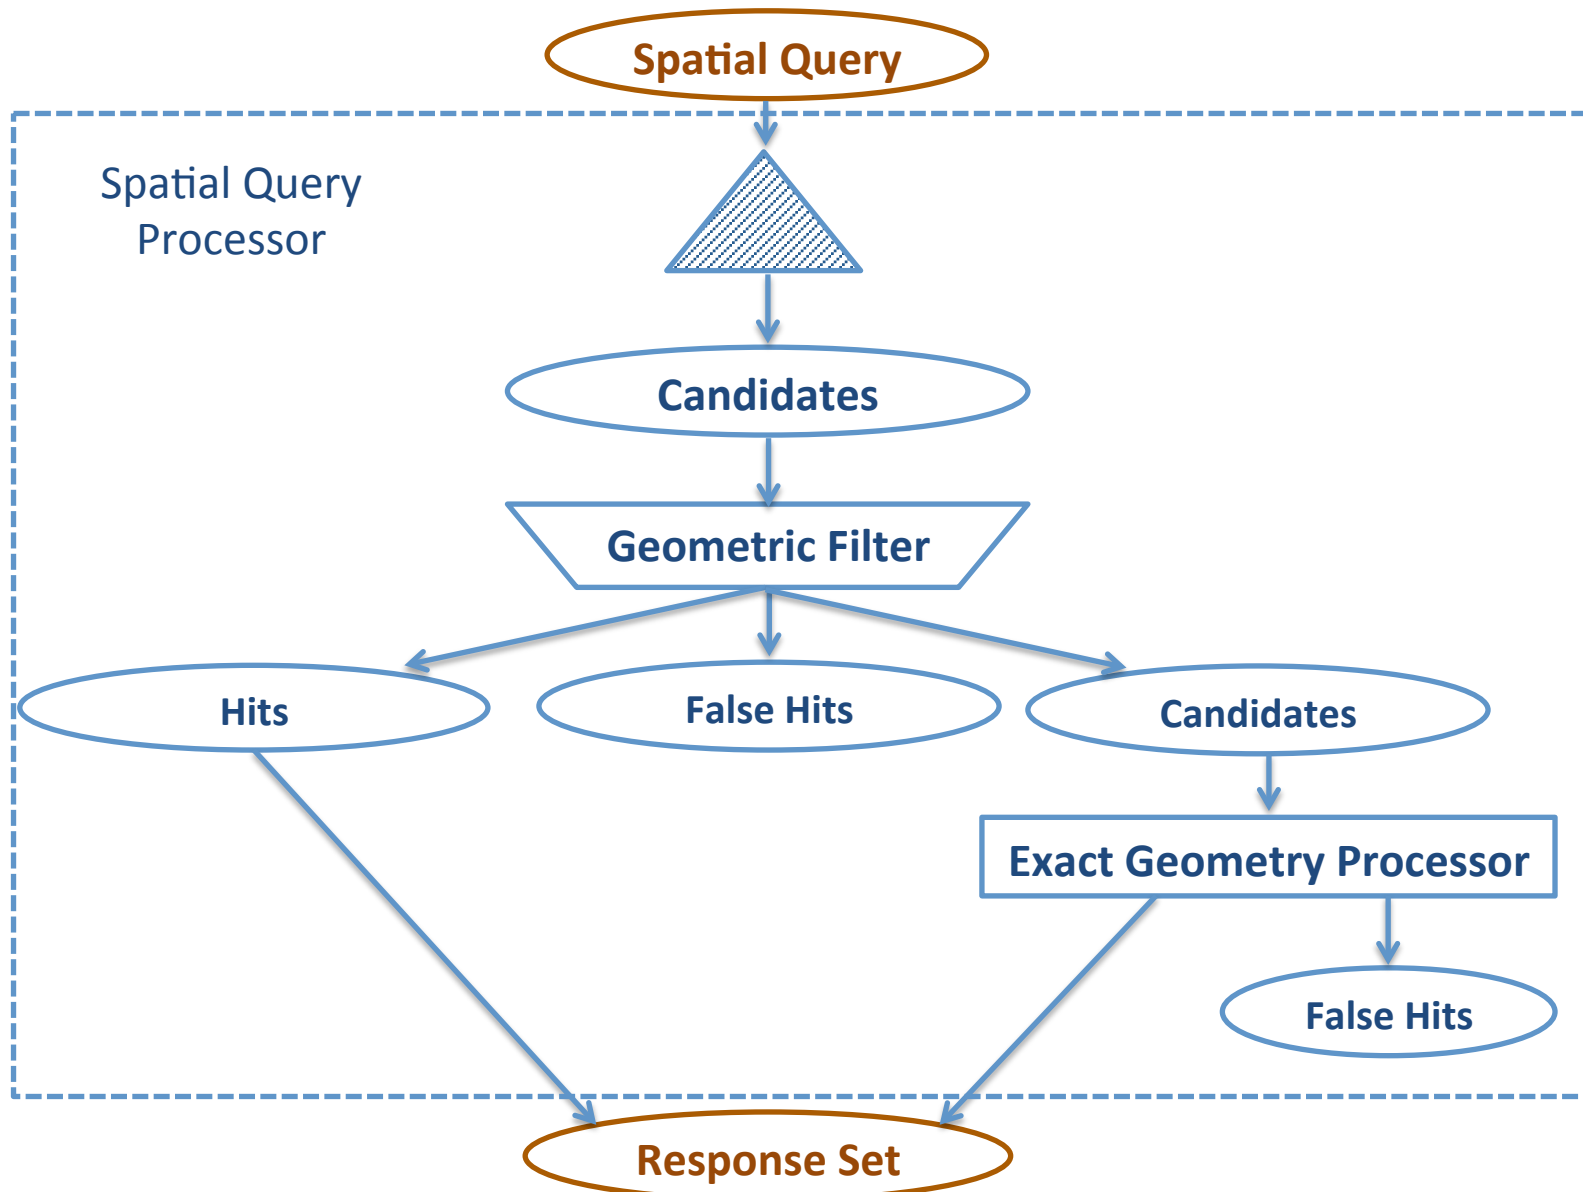 Spatial Query
Spatial Query
Processor
Candidates
Geometric Filter
Hits
False Hits
Candidates
Exact Geometry Processor
False Hits
Response Set